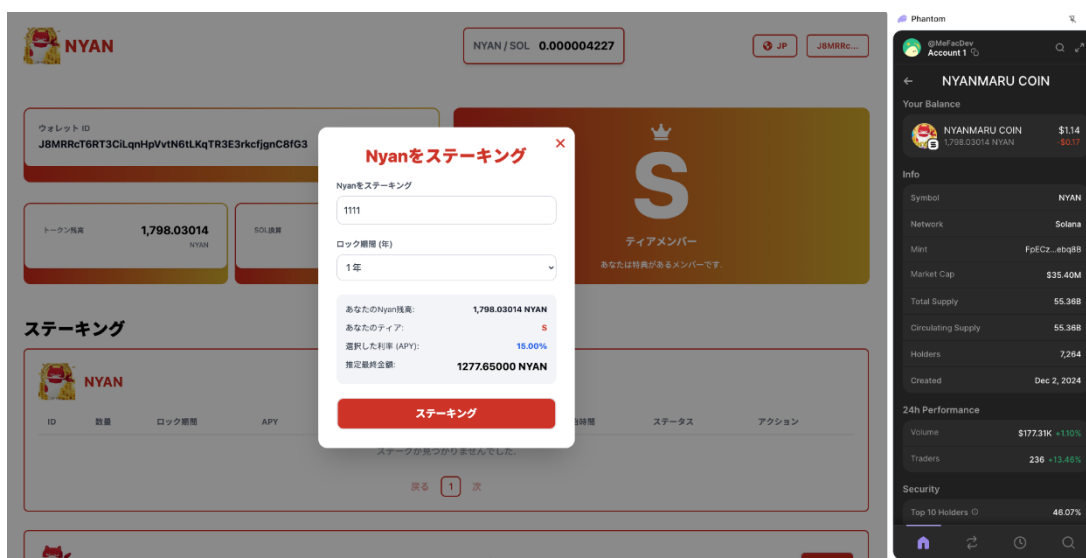 NYAN
NYAN / SOL 0.000004227
JP
J8MRRc...
ウォレット ID
J8MRRcT6RT3CiLqnHpVvtN6tLKqTR3E3rkcfjgnC8fG3
トークン残高
1,798.03014
NYAN
SOL換算
S
ティアメンバー
あなたは特典があるメンバーです.
Nyanをステーキング
×
Nyanをステーキング
1111
ロック期間 (年)
1 年
あなたのNyan残高: 1,798.03014 NYAN
あなたのティア: S
選択した利率 (APY): 15.00%
推定最終金額: 1277.65000 NYAN
ステーキング
ステーキング
NYAN
ID 数量 ロック期間 APY ステータス アクション
ステークが見つかりませんでした.
戻る 1 次
Phantom
@MeFacDev
Account 1
NYANMARU COIN
Your Balance
NYANMARU COIN $1.14
1,798.03014 NYAN -$0.17
Info
Symbol NYAN
Network Solana
Mint FpECz...ebq8B
Market Cap $35.40M
Total Supply 55.36B
Circulating Supply 55.36B
Holders 7,264
Created Dec 2, 2024
24h Performance
Volume $177.31K +1.10%
Traders 236 +13.46%
Security
Top 10 Holders 46.07%